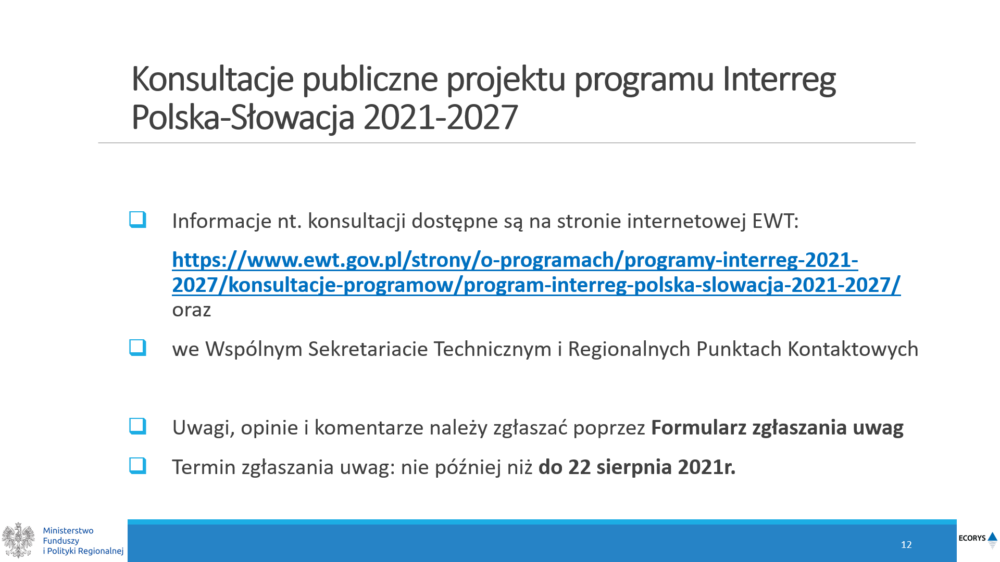 Konsultacje publiczne projektu programu Interreg
Polska-Słowacja 2021-2027
Informacje nt. konsultacji dostępne są na stronie internetowej EWT:
https://www.ewt.gov.pl/strony/o-programach/programy-interreg-2021-
2027/konsultacje-programow/program-interreg-polska-slowacja-2021-2027/
oraz
we Wspólnym Sekretariacie Technicznym i Regionalnych Punktach Kontaktowych
Uwagi, opinie i komentarze należy zgłaszać poprzez Formularz zgłaszania uwag
Termin zgłaszania uwag: nie później niż do 22 sierpnia 2021r.
Ministerstwo
Funduszy
i Polityki Regionalnej
12
ECORYS